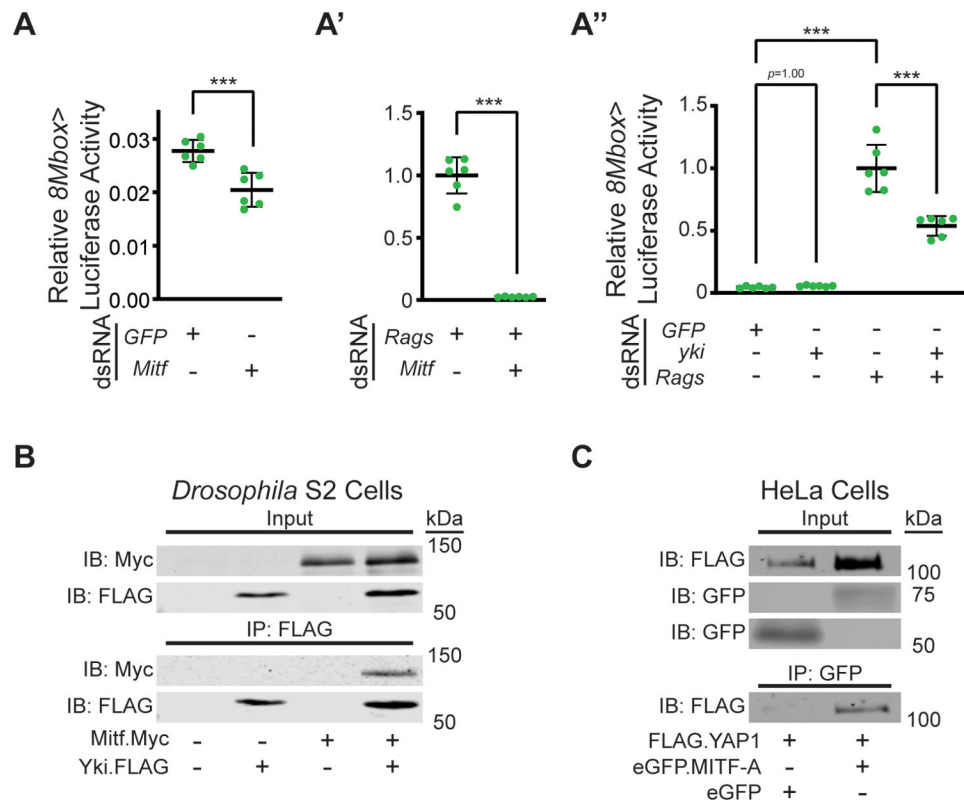 A
A'
A"
***
***
***
p=1.00
***
Relative 8Mbox>
Luciferase Activity
0.03
0.02
0.01
0.00
1.5
1.0
0.5
0
Relative 8Mbox>
Luciferase Activity
1.5
1.0
0.5
0
dsRNA
GFP + -
Mitf - +
Rags + +
Mitf - +
dsRNA
GFP + - - -
yki - + - +
Rags - - + +
B
Drosophila S2 Cells
Input
kDa
IB: Myc
150
IB: FLAG
50
IP: FLAG
IB: Myc
150
IB: FLAG
50
Mitf.Myc - - + +
Yki.FLAG - + - +
C
HeLa Cells
Input
kDa
IB: FLAG
100
IB: GFP
75
IB: GFP
50
IP: GFP
IB: FLAG
100
FLAG.YAP1 + +
eGFP.MITF-A - +
eGFP + -